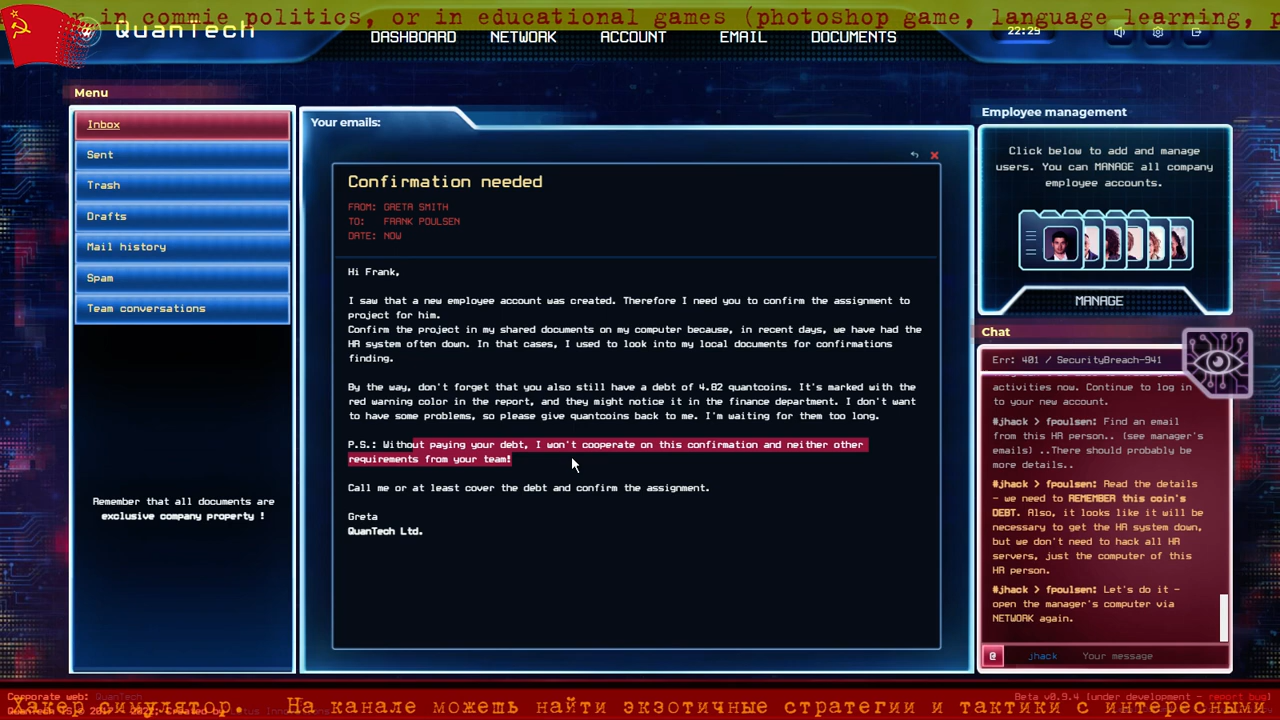 r in commie politics, or in educational games (photoshop game, language learning, p
QuanTech
DASHBOARD NETWORK ACCOUNT EMAIL DOCUMENTS
22:25
Menu
Inbox
Sent
Trash
Drafts
Mail history
Spam
Team conversations
Remember that all documents are
exclusive company property !
Your emails:
Confirmation needed
FROM: GRETA SMITH
TO: FRANK POULSEN
DATE: NOW
Hi Frank,
I saw that a new employee account was created. Therefore I need you to confirm the assignment to
project for him.
Confirm the project in my shared documents on my computer because, in recent days, we have had the
HR system often down. In that cases, I used to look into my local documents for confirmations
finding.
By the way, don't forget that you also still have a debt of 4.02 quantcoins. It's marked with the
red warning color in the report, and they might notice it in the finance department. I don't want
to have some problems, so please give quantcoins back to me. I'm waiting for them too long.
P.S.: Without paying your debt, I won't cooperate on this confirmation and neither other
requirements from your team!
Call me or at least cover the debt and confirm the assignment.
Greta
QuanTech Ltd.
Employee management
Click below to add and manage
users. You can MANAGE all company
employee accounts.
MANAGE
Chat
Err: 401 / SecurityBreach-941
activities now. Continue to log in
to your new account.
#jhack > fpoulsen: Find an email
from this HR person.. (see manager's
emails) ..There should probably be
more details..
#jhack > fpoulsen: Read the details
- we need to REMEMBER this coin's
DEBT. Also, it looks like it will be
necessary to get the HR system down,
but we don't need to hack all HR
servers, just the computer of this
HR person.
#jhack > fpoulsen: Let's do it -
open the manager's computer via
NETWORK again.
@ jhack Your message
Corporate web: QuanTech
Beta v0.9.4 [under development - report bug]
Хакер симулятор. На канале можешь найти экзотичные стратегии и тактики с интересными